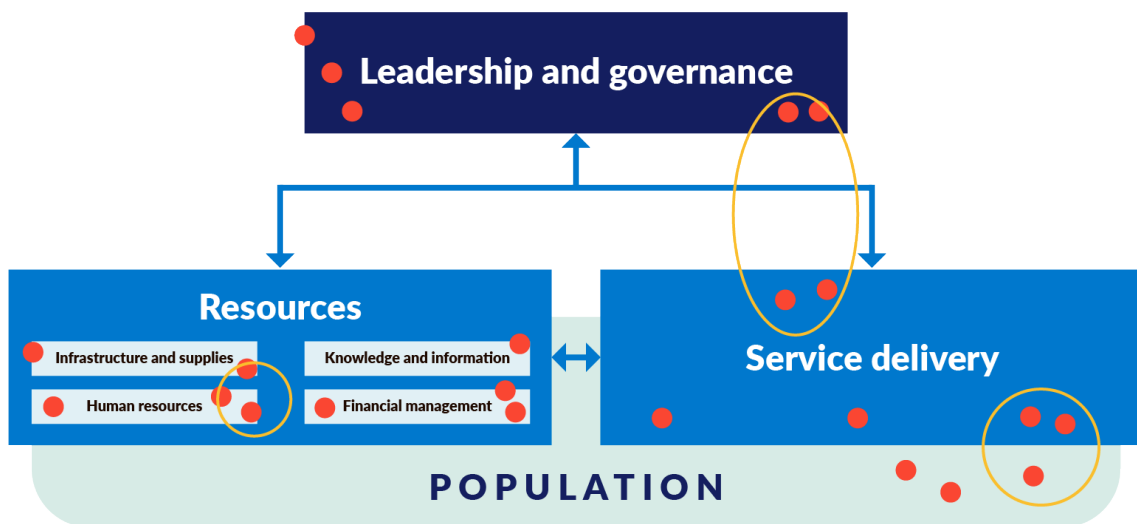 Leadership and governance
Resources
Infrastructure and supplies
Knowledge and information
Human resources
Financial management
Service delivery
POPULATION